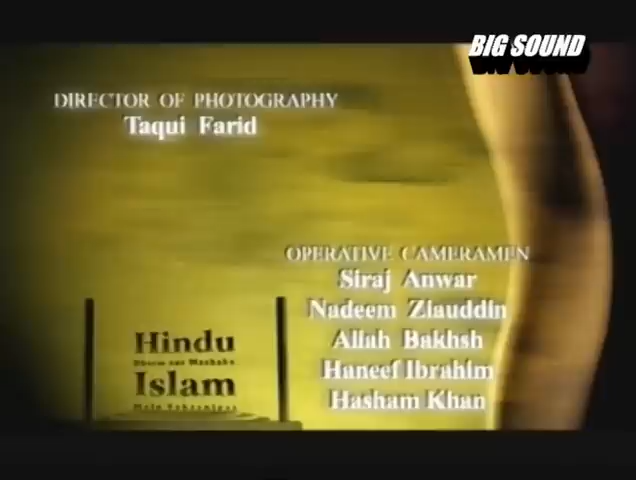 BIG SOUND
DIRECTOR OF PHOTOGRAPHY
Taqui Farid
OPERATIVE CAMERAMEN
Siraj Anwar
Nadeem Ziauddin
Allah Bakhsh
Haneef Ibrahim
Hasham Khan
Hindu
Islam